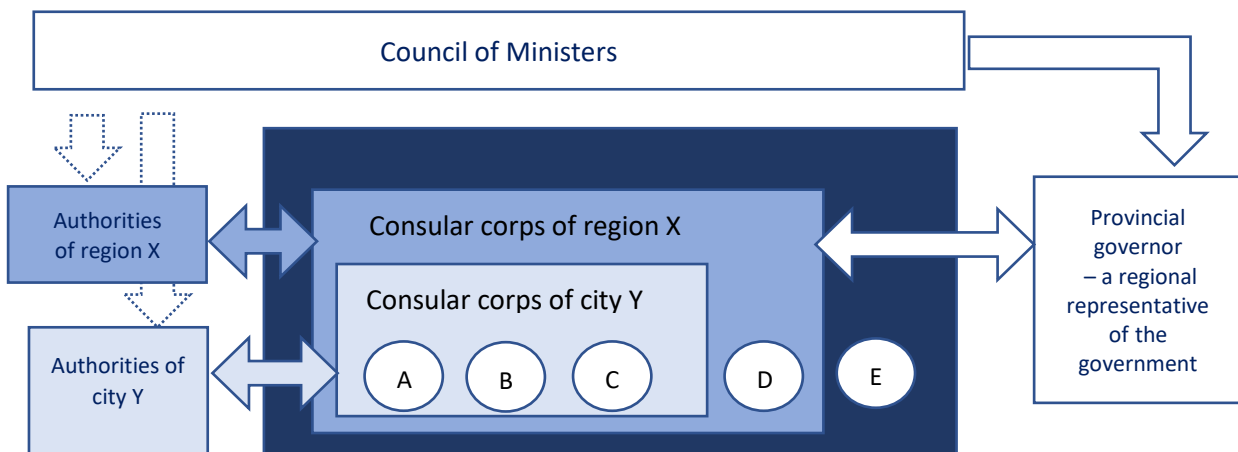 Council of Ministers
Authorities
of region X
Consular corps of region X
Provincial
governor
– a regional
representative
of the
government
Consular corps of city Y
Authorities of
city Y
A
B
C
D
E